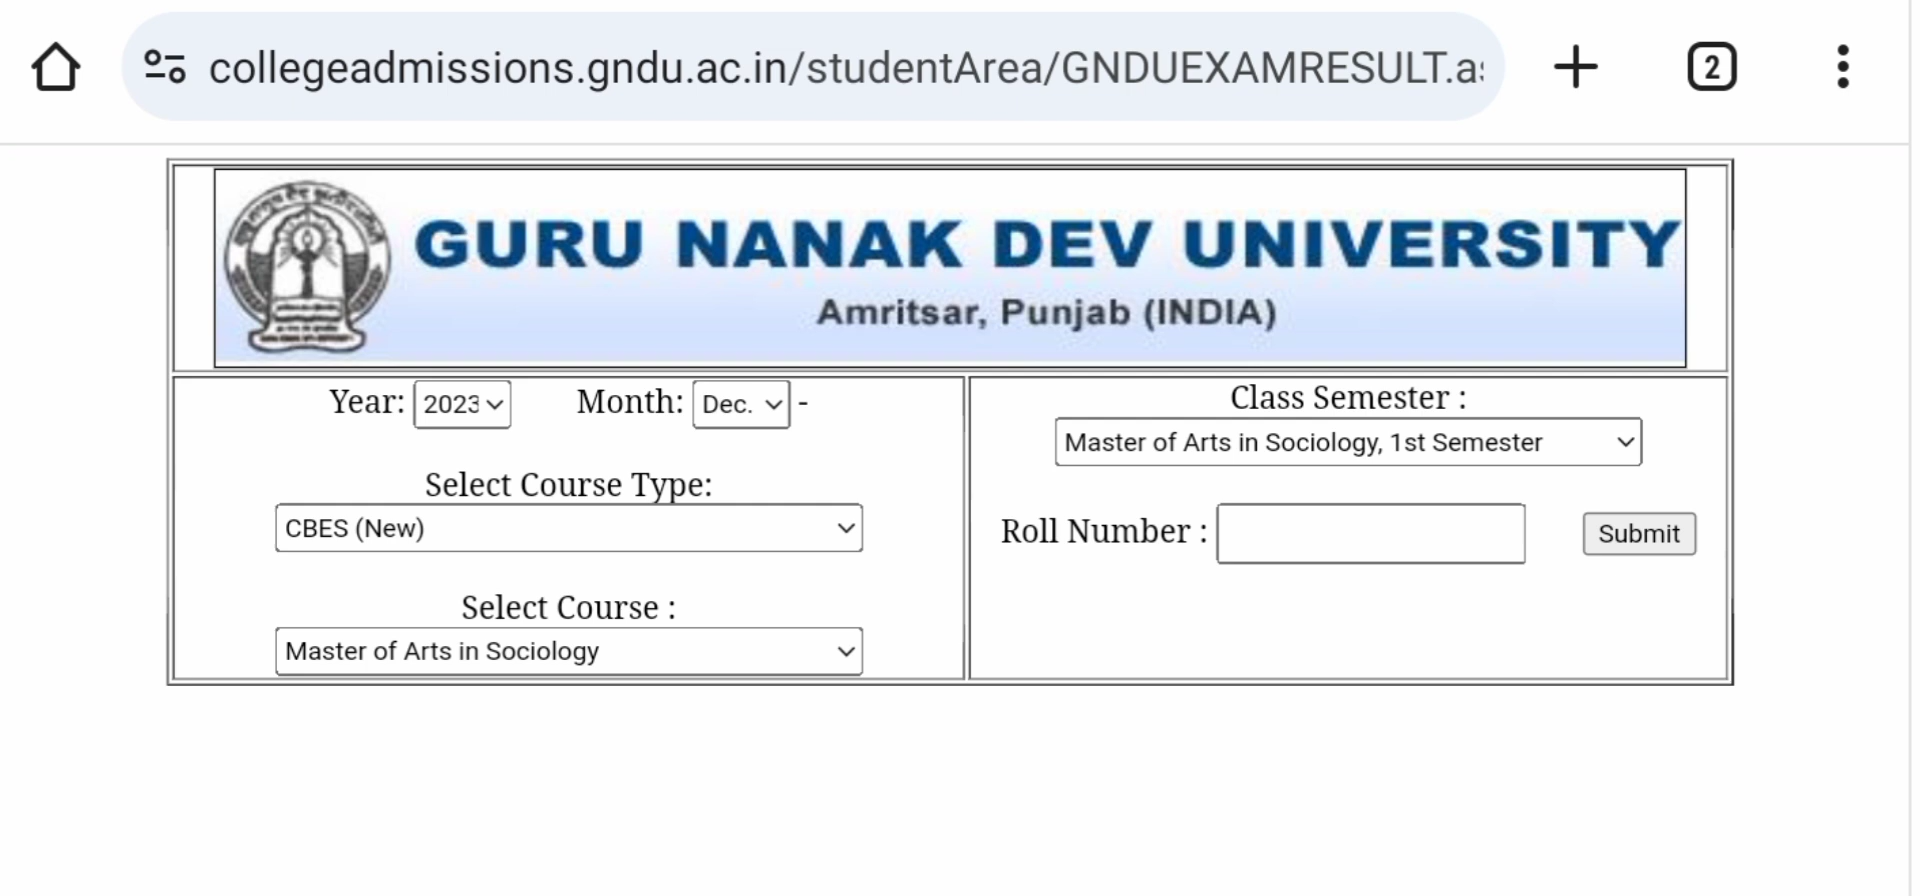 collegeadmissions.gndu.ac.in/studentArea/GNDUEXAMRESULT.as
2
GURU NANAK DEV UNIVERSITY
Amritsar, Punjab (INDIA)
Year: 2023 Month: Dec. -
Select Course Type:
CBES (New)
Select Course :
Master of Arts in Sociology
Class Semester :
Master of Arts in Sociology, 1st Semester
Roll Number : Submit